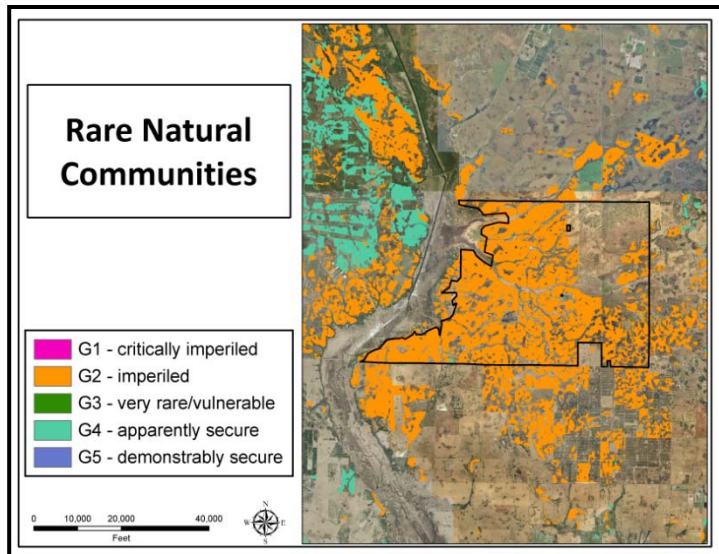 Rare Natural
Communities
G1 - critically imperiled
G2 - imperiled
G3 - very rare/vulnerable
G4 - apparently secure
G5 - demonstrably secure
0 10,000 20,000 40,000
Feet
N
W E
S